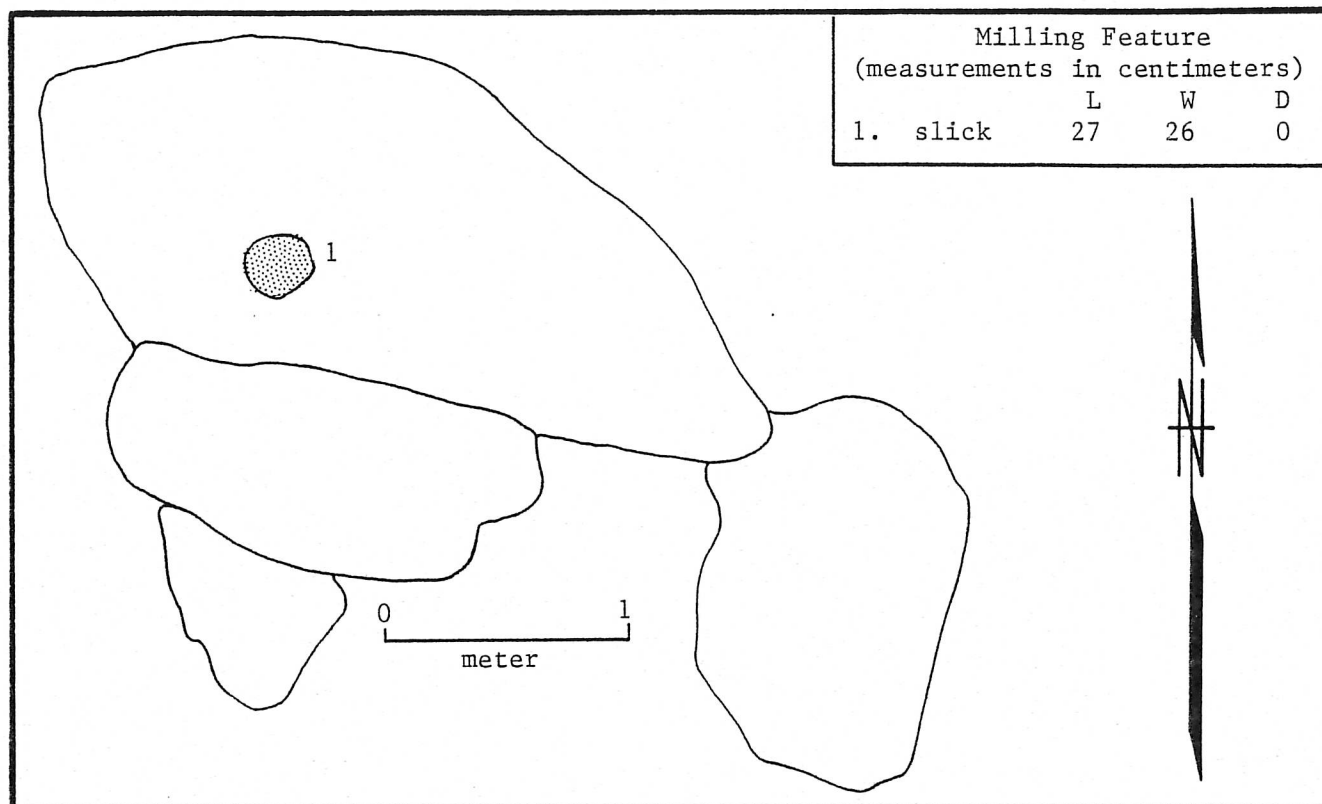 Milling Feature
(measurements in centimeters)
L W D
1. slick 27 26 0
1
N
0 1
meter